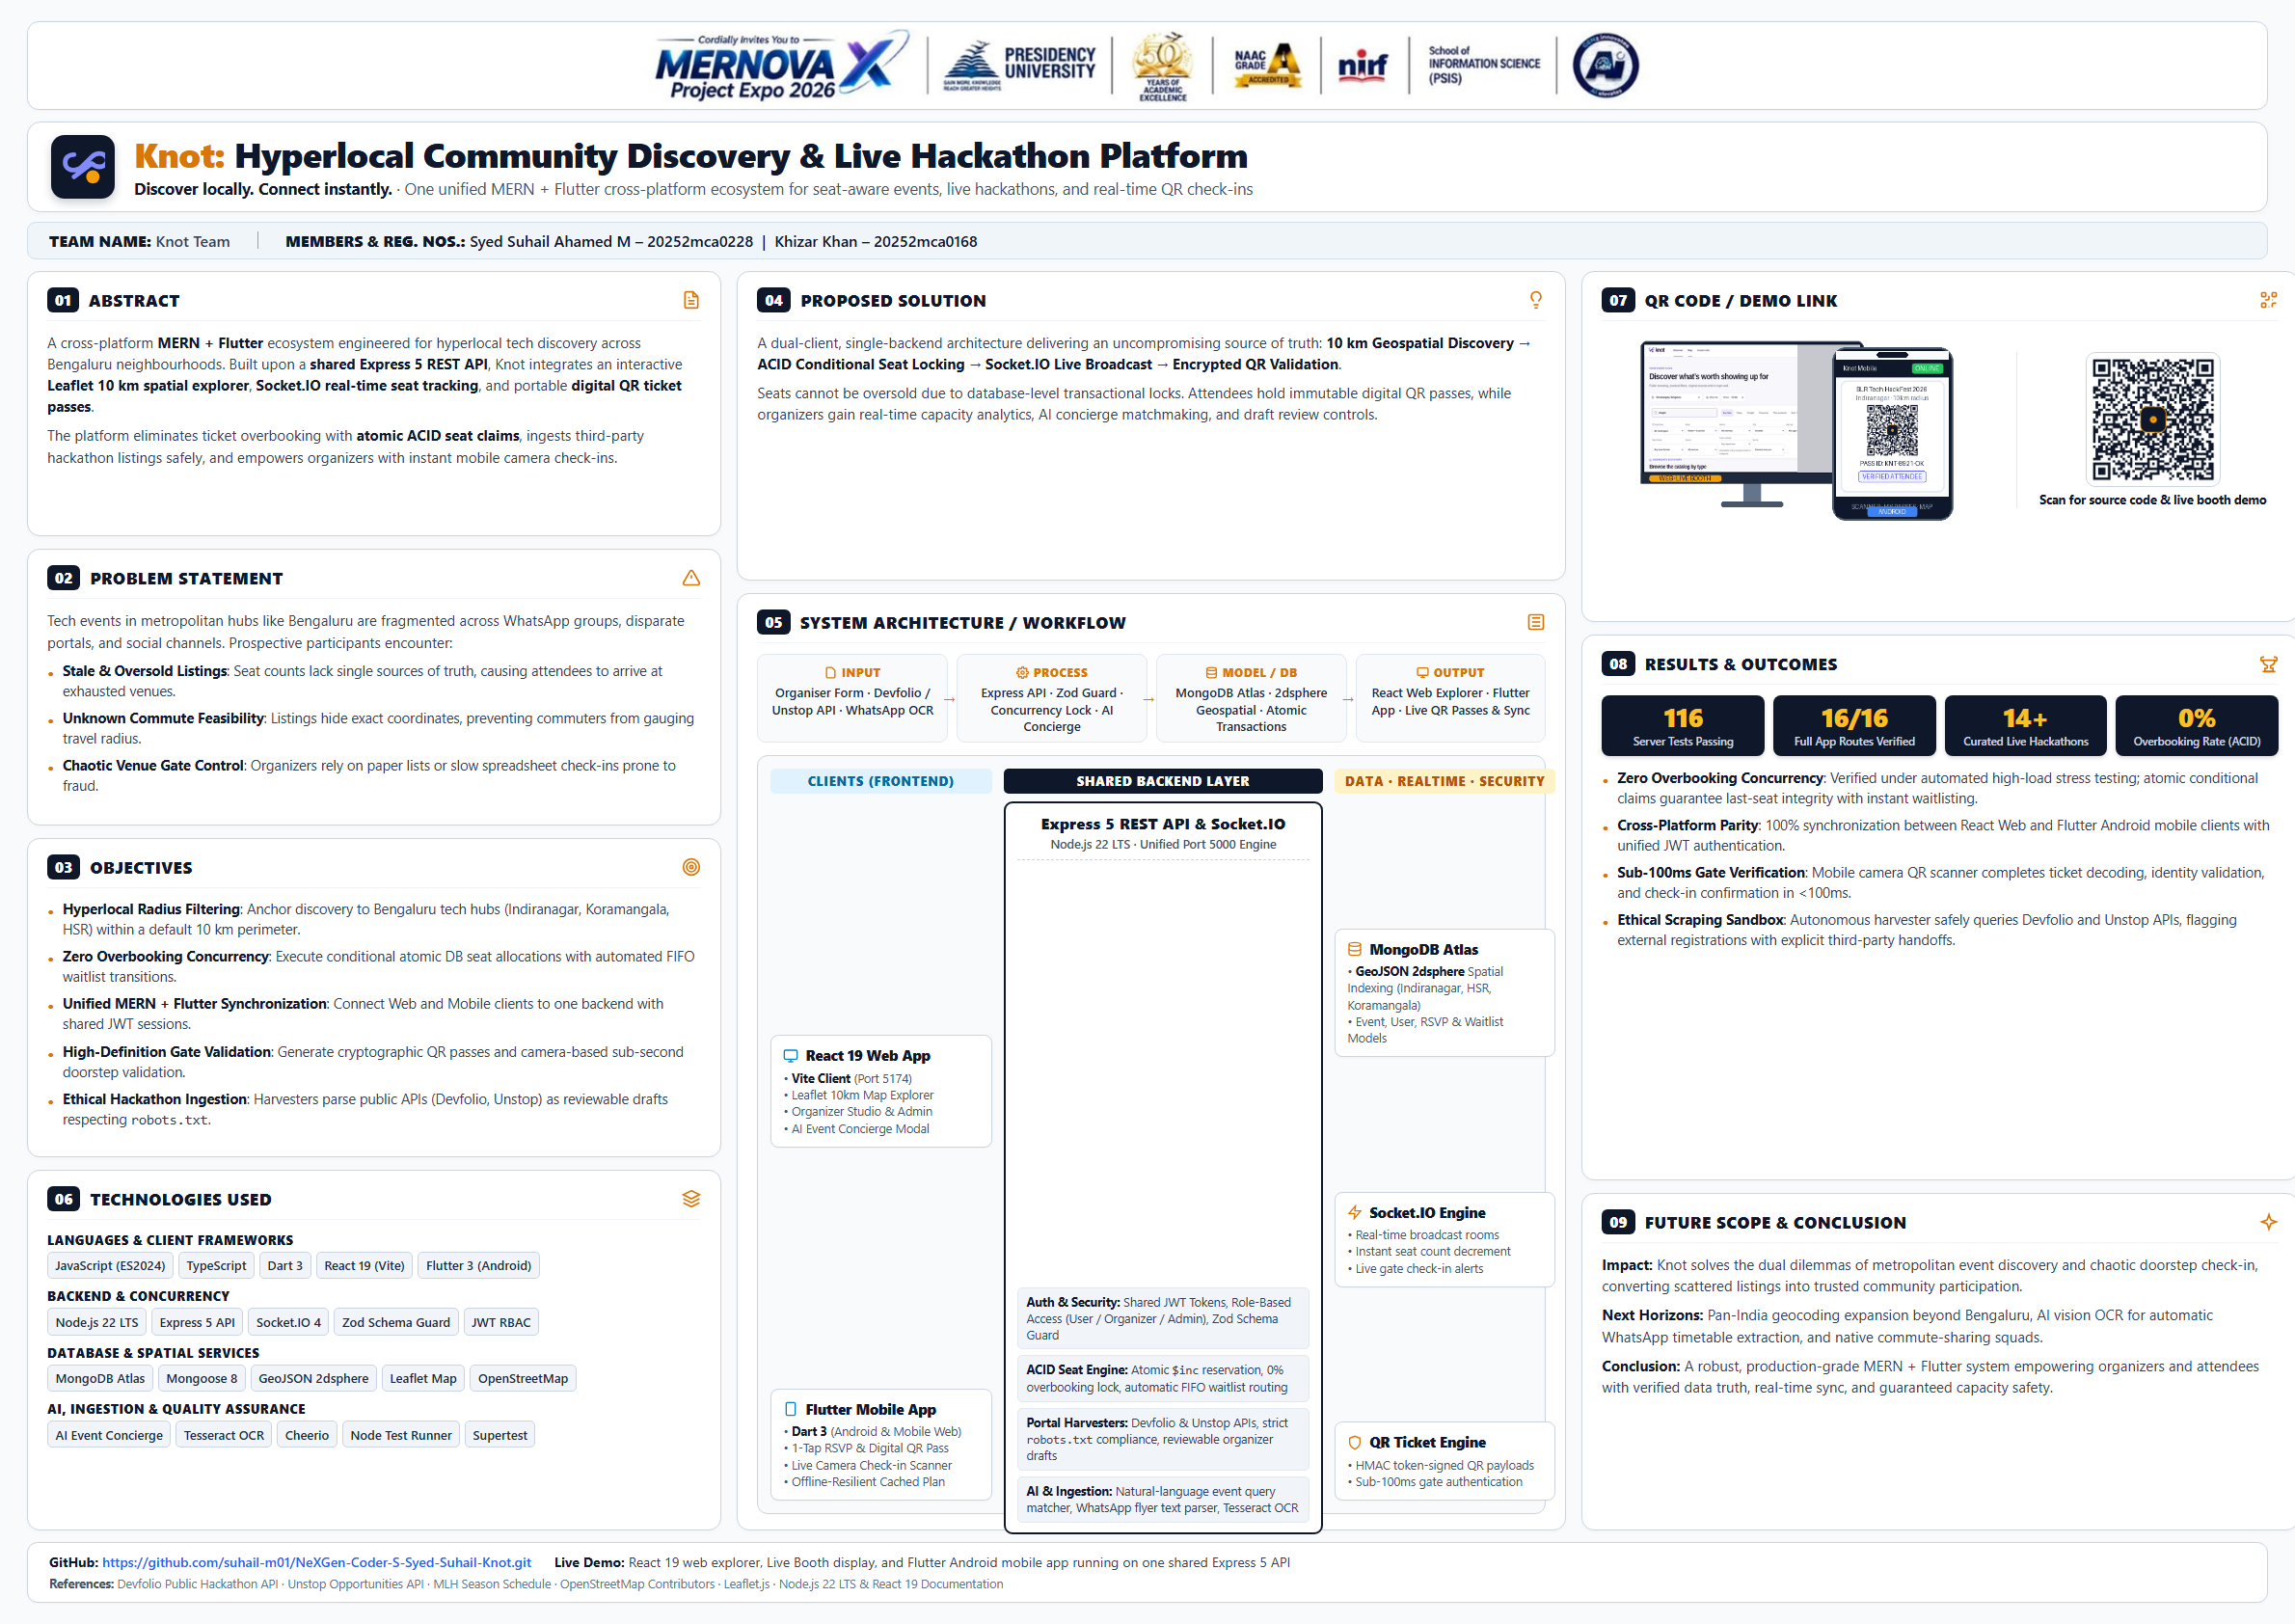 Cordially Invites You to
MERNOVA X
Project Expo 2026
PRESIDENCY
UNIVERSITY
GAIN MORE KNOWLEDGE
REACH GREATER HEIGHTS
50
YEARS OF
ACADEMIC
EXCELLENCE
NAAC
GRADE A
ACCREDITED
nirf
School of
INFORMATION SCIENCE
(PSIS)
Knot: Hyperlocal Community Discovery & Live Hackathon Platform
Discover locally. Connect instantly. · One unified MERN + Flutter cross-platform ecosystem for seat-aware events, live hackathons, and real-time QR check-ins
TEAM NAME: Knot Team
MEMBERS & REG. NOS.: Syed Suhail Ahamed M – 20252mca0228 | Khizar Khan – 20252mca0168
01 ABSTRACT
A cross-platform MERN + Flutter ecosystem engineered for hyperlocal tech discovery across
Bengaluru neighbourhoods. Built upon a shared Express 5 REST API, Knot integrates an interactive
Leaflet 10 km spatial explorer, Socket.IO real-time seat tracking, and portable digital QR ticket
passes.
The platform eliminates ticket overbooking with atomic ACID seat claims, ingests third-party
hackathon listings safely, and empowers organizers with instant mobile camera check-ins.
02 PROBLEM STATEMENT
Tech events in metropolitan hubs like Bengaluru are fragmented across WhatsApp groups, disparate
portals, and social channels. Prospective participants encounter:
• Stale & Oversold Listings: Seat counts lack single sources of truth, causing attendees to arrive at
exhausted venues.
• Unknown Commute Feasibility: Listings hide exact coordinates, preventing commuters from gauging
travel radius.
• Chaotic Venue Gate Control: Organizers rely on paper lists or slow spreadsheet check-ins prone to
fraud.
03 OBJECTIVES
• Hyperlocal Radius Filtering: Anchor discovery to Bengaluru tech hubs (Indiranagar, Koramangala,
HSR) within a default 10 km perimeter.
• Zero Overbooking Concurrency: Execute conditional atomic DB seat allocations with automated FIFO
waitlist transitions.
• Unified MERN + Flutter Synchronization: Connect Web and Mobile clients to one backend with
shared JWT sessions.
• High-Definition Gate Validation: Generate cryptographic QR passes and camera-based sub-second
doorstep validation.
• Ethical Hackathon Ingestion: Harvesters parse public APIs (Devfolio, Unstop) as reviewable drafts
respecting robots.txt.
06 TECHNOLOGIES USED
LANGUAGES & CLIENT FRAMEWORKS
JavaScript (ES2024) TypeScript Dart 3 React 19 (Vite) Flutter 3 (Android)
BACKEND & CONCURRENCY
Node.js 22 LTS Express 5 API Socket.IO 4 Zod Schema Guard JWT RBAC
DATABASE & SPATIAL SERVICES
MongoDB Atlas Mongoose 8 GeoJSON 2dsphere Leaflet Map OpenStreetMap
AI, INGESTION & QUALITY ASSURANCE
AI Event Concierge Tesseract OCR Cheerio Node Test Runner Supertest
04 PROPOSED SOLUTION
A dual-client, single-backend architecture delivering an uncompromising source of truth: 10 km Geospatial Discovery →
ACID Conditional Seat Locking → Socket.IO Live Broadcast → Encrypted QR Validation.
Seats cannot be oversold due to database-level transactional locks. Attendees hold immutable digital QR passes, while
organizers gain real-time capacity analytics, AI concierge matchmaking, and draft review controls.
05 SYSTEM ARCHITECTURE / WORKFLOW
INPUT
Organiser Form · Devfolio /
Unstop API · WhatsApp OCR
→
PROCESS
Express API · Zod Guard ·
Concurrency Lock · AI
Concierge
→
MODEL / DB
MongoDB Atlas · 2dsphere
Geospatial · Atomic
Transactions
→
OUTPUT
React Web Explorer · Flutter
App · Live QR Passes & Sync
CLIENTS (FRONTEND)
React 19 Web App
• Vite Client (Port 5174)
• Leaflet 10km Map Explorer
• Organizer Studio & Admin
• AI Event Concierge Modal
Flutter Mobile App
• Dart 3 (Android & Mobile Web)
• 1-Tap RSVP & Digital QR Pass
• Live Camera Check-in Scanner
• Offline-Resilient Cached Plan
SHARED BACKEND LAYER
Express 5 REST API & Socket.IO
Node.js 22 LTS · Unified Port 5000 Engine
Auth & Security: Shared JWT Tokens, Role-Based
Access (User / Organizer / Admin), Zod Schema
Guard
ACID Seat Engine: Atomic $inc reservation, 0%
overbooking lock, automatic FIFO waitlist routing
Portal Harvesters: Devfolio & Unstop APIs, strict
robots.txt compliance, reviewable organizer
drafts
AI & Ingestion: Natural-language event query
matcher, WhatsApp flyer text parser, Tesseract OCR
DATA · REALTIME · SECURITY
MongoDB Atlas
• GeoJSON 2dsphere Spatial
Indexing (Indiranagar, HSR,
Koramangala)
• Event, User, RSVP & Waitlist
Models
Socket.IO Engine
• Real-time broadcast rooms
• Instant seat count decrement
• Live gate check-in alerts
QR Ticket Engine
• HMAC token-signed QR payloads
• Sub-100ms gate authentication
07 QR CODE / DEMO LINK
knot
Discover what's worth showing up for
Browse the catalog by type
WEB · LIVE BOOTH
Knot Mobile
ONLINE
BLR Tech HackFest 2026
Indiranagar · 10km radius
PASS ID: KNT-8921-OK
VERIFIED ATTENDEE
MAP
ANDROID
Scan for source code & live booth demo
08 RESULTS & OUTCOMES
116
Server Tests Passing
16/16
Full App Routes Verified
14+
Curated Live Hackathons
0%
Overbooking Rate (ACID)
• Zero Overbooking Concurrency: Verified under automated high-load stress testing; atomic conditional
claims guarantee last-seat integrity with instant waitlisting.
• Cross-Platform Parity: 100% synchronization between React Web and Flutter Android mobile clients with
unified JWT authentication.
• Sub-100ms Gate Verification: Mobile camera QR scanner completes ticket decoding, identity validation,
and check-in confirmation in <100ms.
• Ethical Scraping Sandbox: Autonomous harvester safely queries Devfolio and Unstop APIs, flagging
external registrations with explicit third-party handoffs.
09 FUTURE SCOPE & CONCLUSION
Impact: Knot solves the dual dilemmas of metropolitan event discovery and chaotic doorstep check-in,
converting scattered listings into trusted community participation.
Next Horizons: Pan-India geocoding expansion beyond Bengaluru, AI vision OCR for automatic
WhatsApp timetable extraction, and native commute-sharing squads.
Conclusion: A robust, production-grade MERN + Flutter system empowering organizers and attendees
with verified data truth, real-time sync, and guaranteed capacity safety.
GitHub: https://github.com/suhail-m01/NeXGen-Coder-S-Syed-Suhail-Knot.git Live Demo: React 19 web explorer, Live Booth display, and Flutter Android mobile app running on one shared Express 5 API
References: Devfolio Public Hackathon API · Unstop Opportunities API · MLH Season Schedule · OpenStreetMap Contributors · Leaflet.js · Node.js 22 LTS & React 19 Documentation